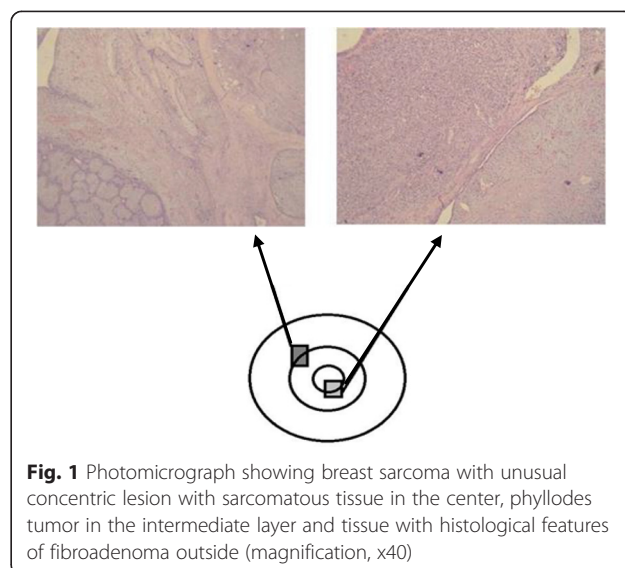 Fig. 1 Photomicrograph showing breast sarcoma with unusual
concentric lesion with sarcomatous tissue in the center, phyllodes
tumor in the intermediate layer and tissue with histological features
of fibroadenoma outside (magnification, x40)